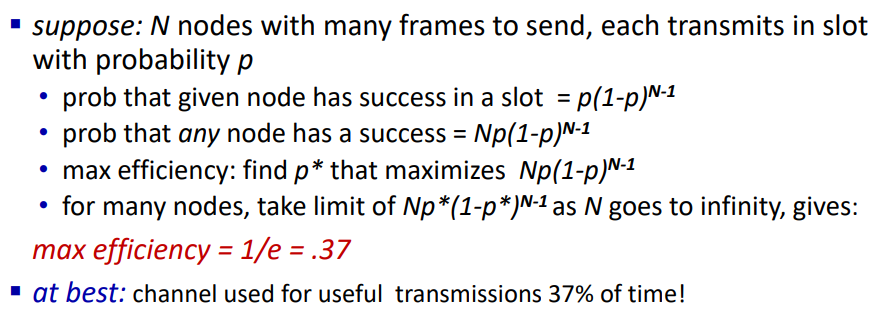 ▪ suppose: N nodes with many frames to send, each transmits in slot
with probability p
• prob that given node has success in a slot = p(1-p)^N-1
• prob that any node has a success = Np(1-p)^N-1
• max efficiency: find p* that maximizes Np(1-p)^N-1
• for many nodes, take limit of Np*(1-p*)^N-1 as N goes to infinity, gives:
max efficiency = 1/e = .37
▪ at best: channel used for useful transmissions 37% of time!